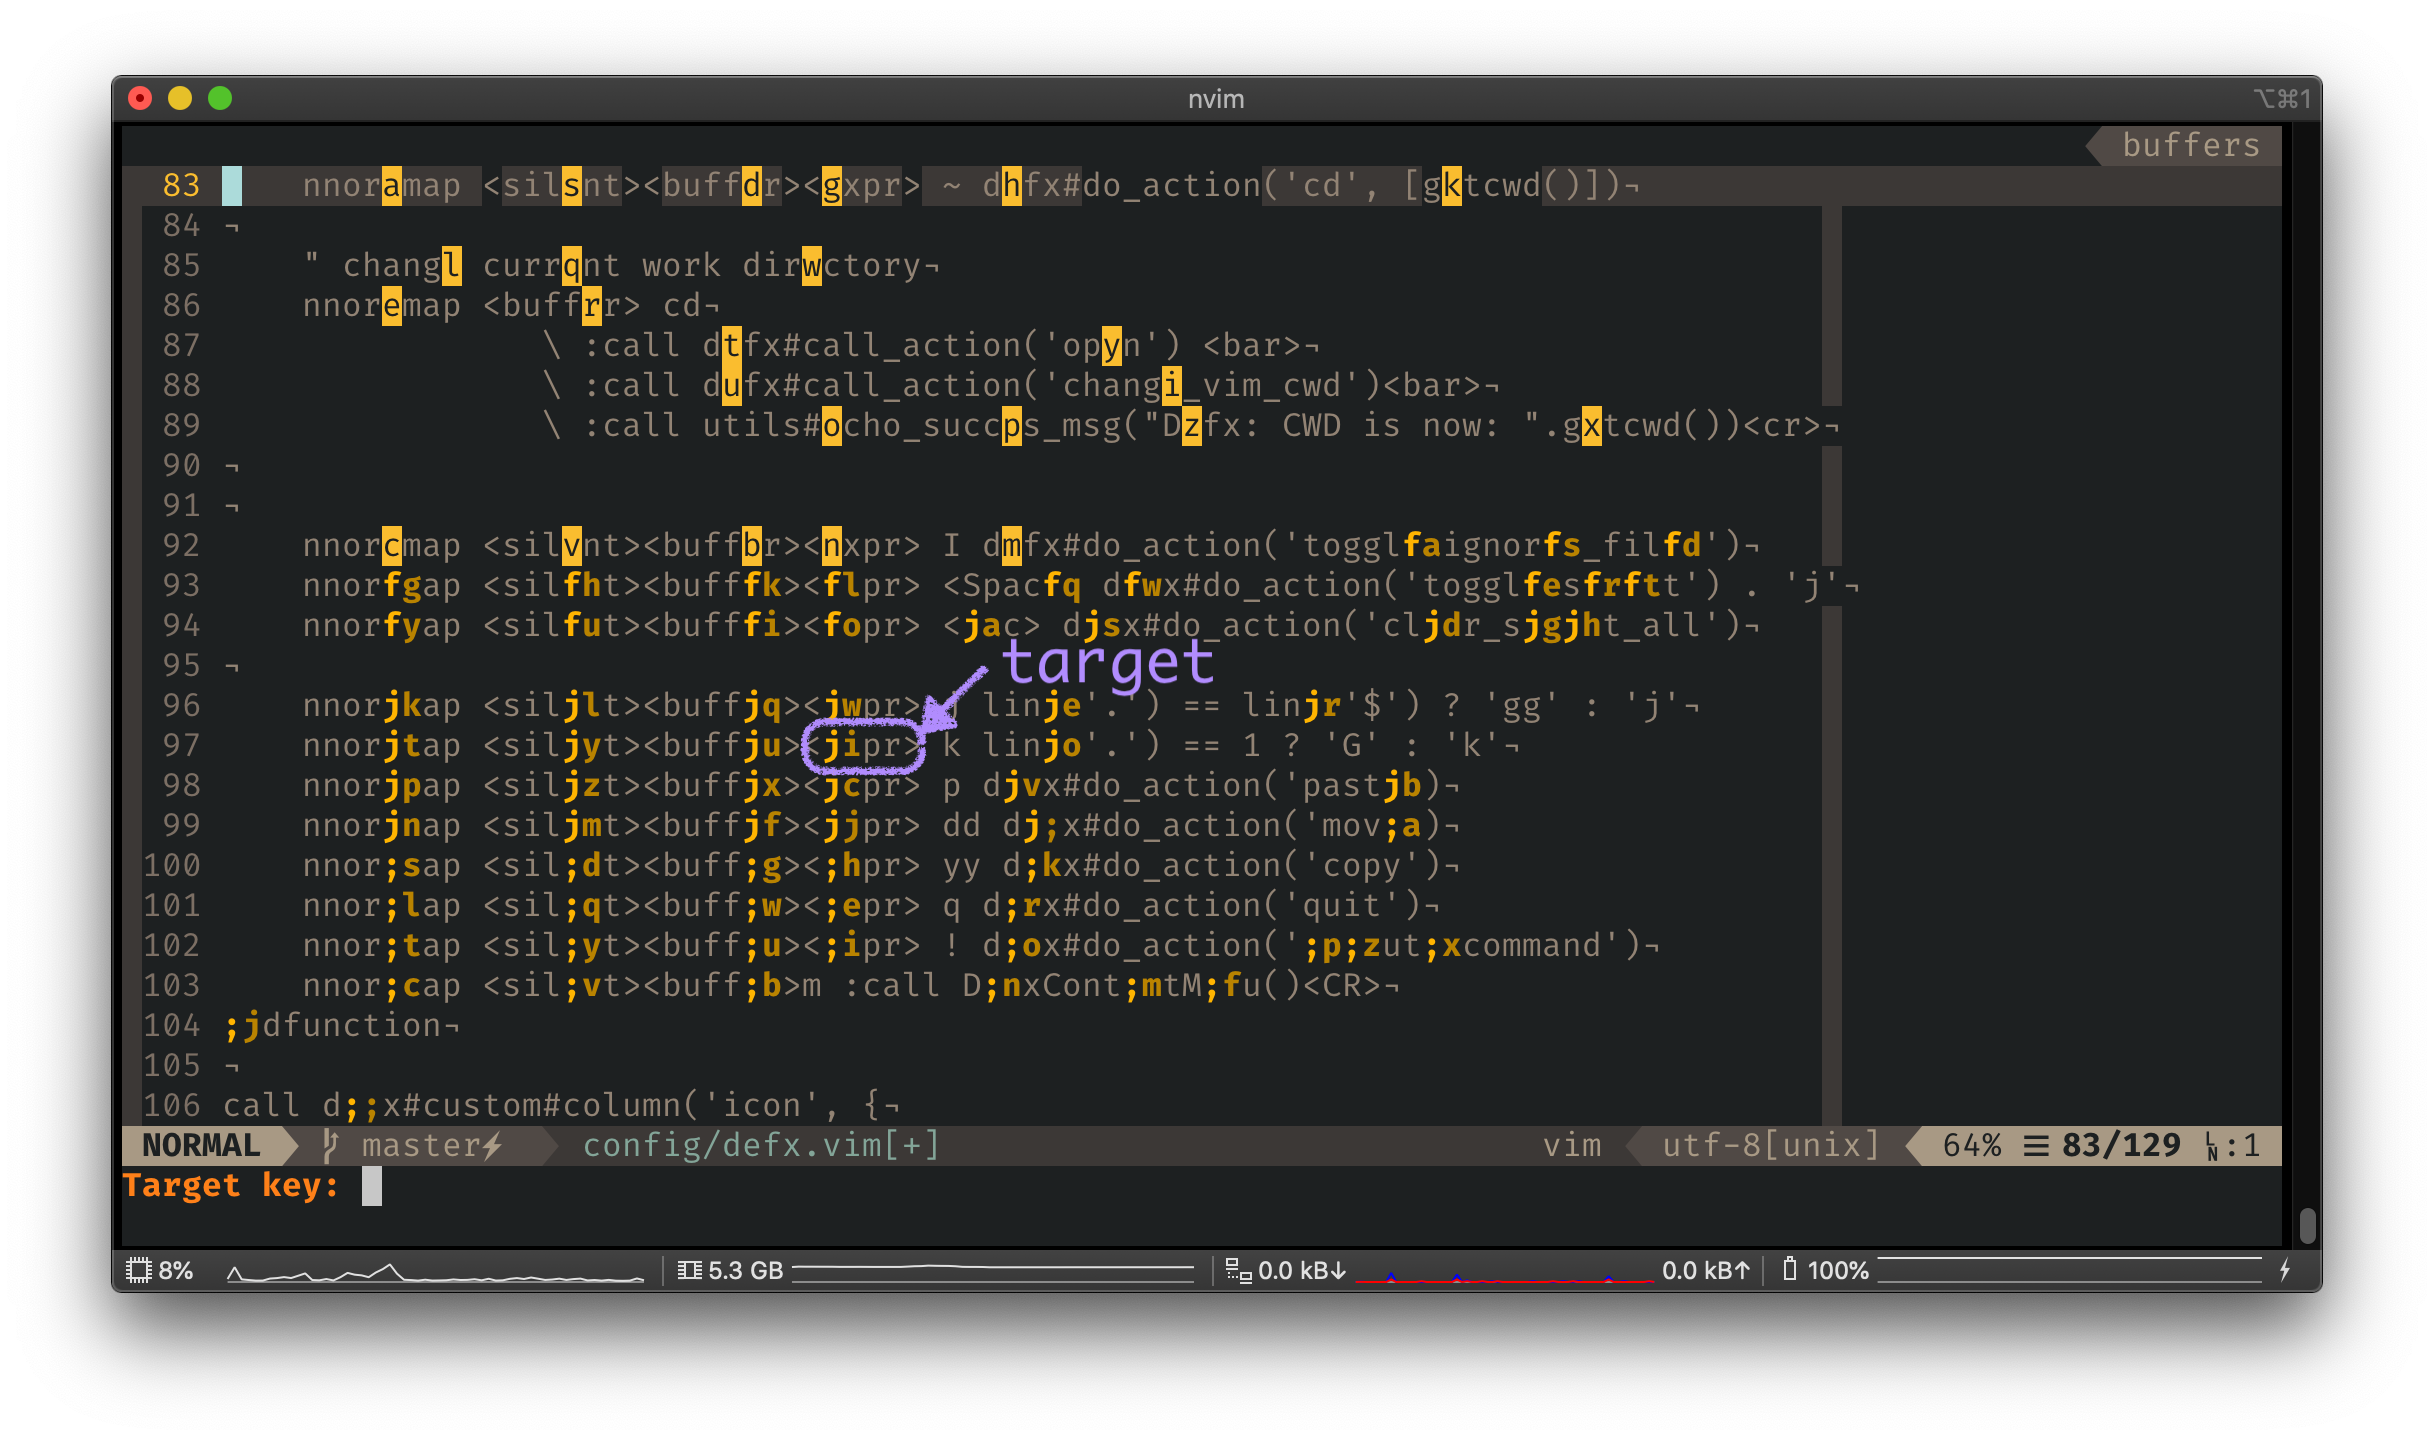 nvim
⌥⌘1
buffers
83     nnoramap <silsnt><buffdr><gxpr> ~ dhfx#do_action('cd', [gktcwd()])¬
84 ¬
85     " changl currqnt work dirwctory¬
86     nnoremap <buffrr> cd¬
87                 \ :call dtfx#call_action('opyn') <bar>¬
88                 \ :call dufx#call_action('changi_vim_cwd')<bar>¬
89                 \ :call utils#ocho_succps_msg("Dzfx: CWD is now: ".gxtcwd())<cr>¬
90 ¬
91 ¬
92     nnorcmap <silvnt><buffbr><nxpr> I dmfx#do_action('togglfaignorfs_filfd')¬
93     nnorfgap <silfht><bufffk><flpr> <Spacfq dfwx#do_action('togglfesfrftt') . 'j'¬
94     nnorfyap <silfut><bufffi><fopr> <jac> djsx#do_action('cljdr_sjgjht_all')¬
target
95 ¬
96     nnorjkap <siljlt><buffjq><jwpr> j linje'.') == linjr'$') ? 'gg' : 'j'¬
97     nnorjtap <siljyt><buffju><jipr> k linjo'.') == 1 ? 'G' : 'k'¬
98     nnorjpap <siljzt><buffjx><jcpr> p djvx#do_action('pastjb)¬
99     nnorjnap <siljmt><buffjf><jjpr> dd dj;x#do_action('mov;a)¬
100     nnor;sap <sil;dt><buff;g><;hpr> yy d;kx#do_action('copy')¬
101     nnor;lap <sil;qt><buff;w><;epr> q d;rx#do_action('quit')¬
102     nnor;tap <sil;yt><buff;u><;ipr> ! d;ox#do_action(';p;zut;xcommand')¬
103     nnor;cap <sil;vt><buff;b>m :call D;nxCont;mtM;fu()<CR>¬
104 ;jdfunction¬
105 ¬
106 call d;;x#custom#column('icon', {¬
NORMAL master⚡ config/defx.vim[+] vim utf-8[unix] 64% ☰ 83/129 LN:1
Target key:
8% 5.3 GB 0.0 kB↓ 0.0 kB↑ 100%